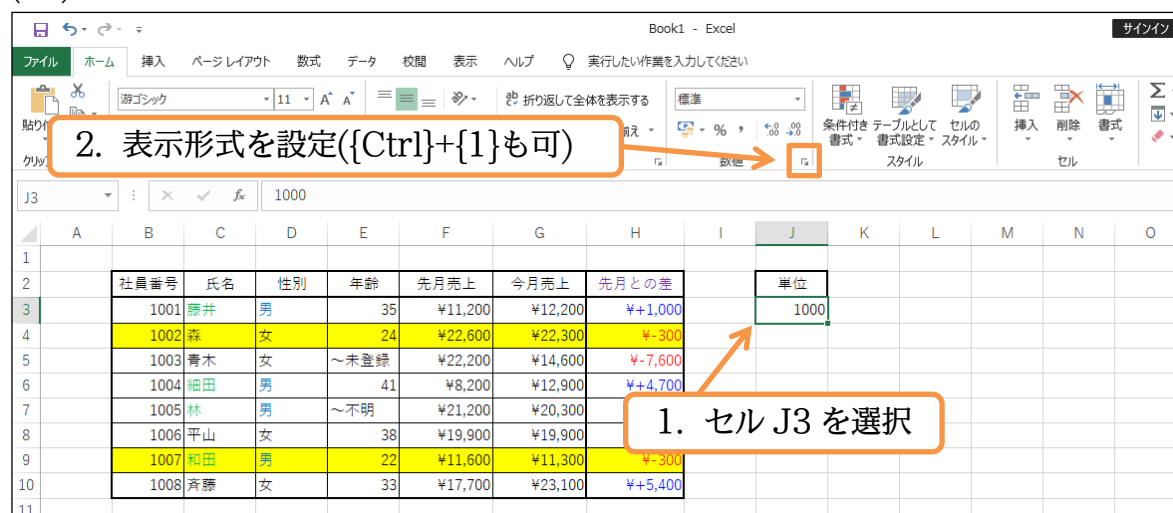 Book1 - Excel
サインイン
ファイル ホーム 挿入 ページ レイアウト 数式 データ 校閲 表示 ヘルプ 実行したい作業を入力してください
游ゴシック 11 A A ab 折り返して全体を表示する 標準
% , 条件付き 書式 テーブルとして 書式設定 セルの スタイル 挿入 削除 書式 Σ
2. 表示形式を設定({Ctrl}+{1}も可)
数値 スタイル セル
J3 fx 1000
A B C D E F G H I J K L M N O
1
2 社員番号 氏名 性別 年齢 先月売上 今月売上 先月との差 単位
3 1001 藤井 男 35 ¥11,200 ¥12,200 ¥+1,000 1000
4 1002 森 女 24 ¥22,600 ¥22,300 ¥-300
5 1003 青木 女 ～未登録 ¥22,200 ¥14,600 ¥-7,600
6 1004 細田 男 41 ¥8,200 ¥12,900 ¥+4,700
7 1005 林 男 ～不明 ¥21,200 ¥20,300
1. セル J3 を選択
8 1006 平山 女 38 ¥19,900 ¥19,900
9 1007 和田 男 22 ¥11,600 ¥11,300 ¥-300
10 1008 斉藤 女 33 ¥17,700 ¥23,100 ¥+5,400
11